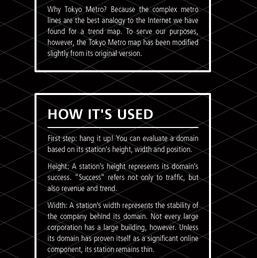 Why Tokyo Metro? Because the complex metro
lines are the best analogy to the Internet we have
found for a trend map. To serve our purposes,
however, the Tokyo Metro map has been modified
slightly from its original version.
HOW IT'S USED
First step: hang it up! You can evaluate a domain
based on its station's height, width and position.
Height: A station's height represents its domain's
success. "Success" refers not only to traffic, but
also revenue and trend.
Width: A station's width represents the stability of
the company behind its domain. Not every large
corporation has a large building, however. Unless
its domain has proven itself as a significant online
component, its station remains thin.